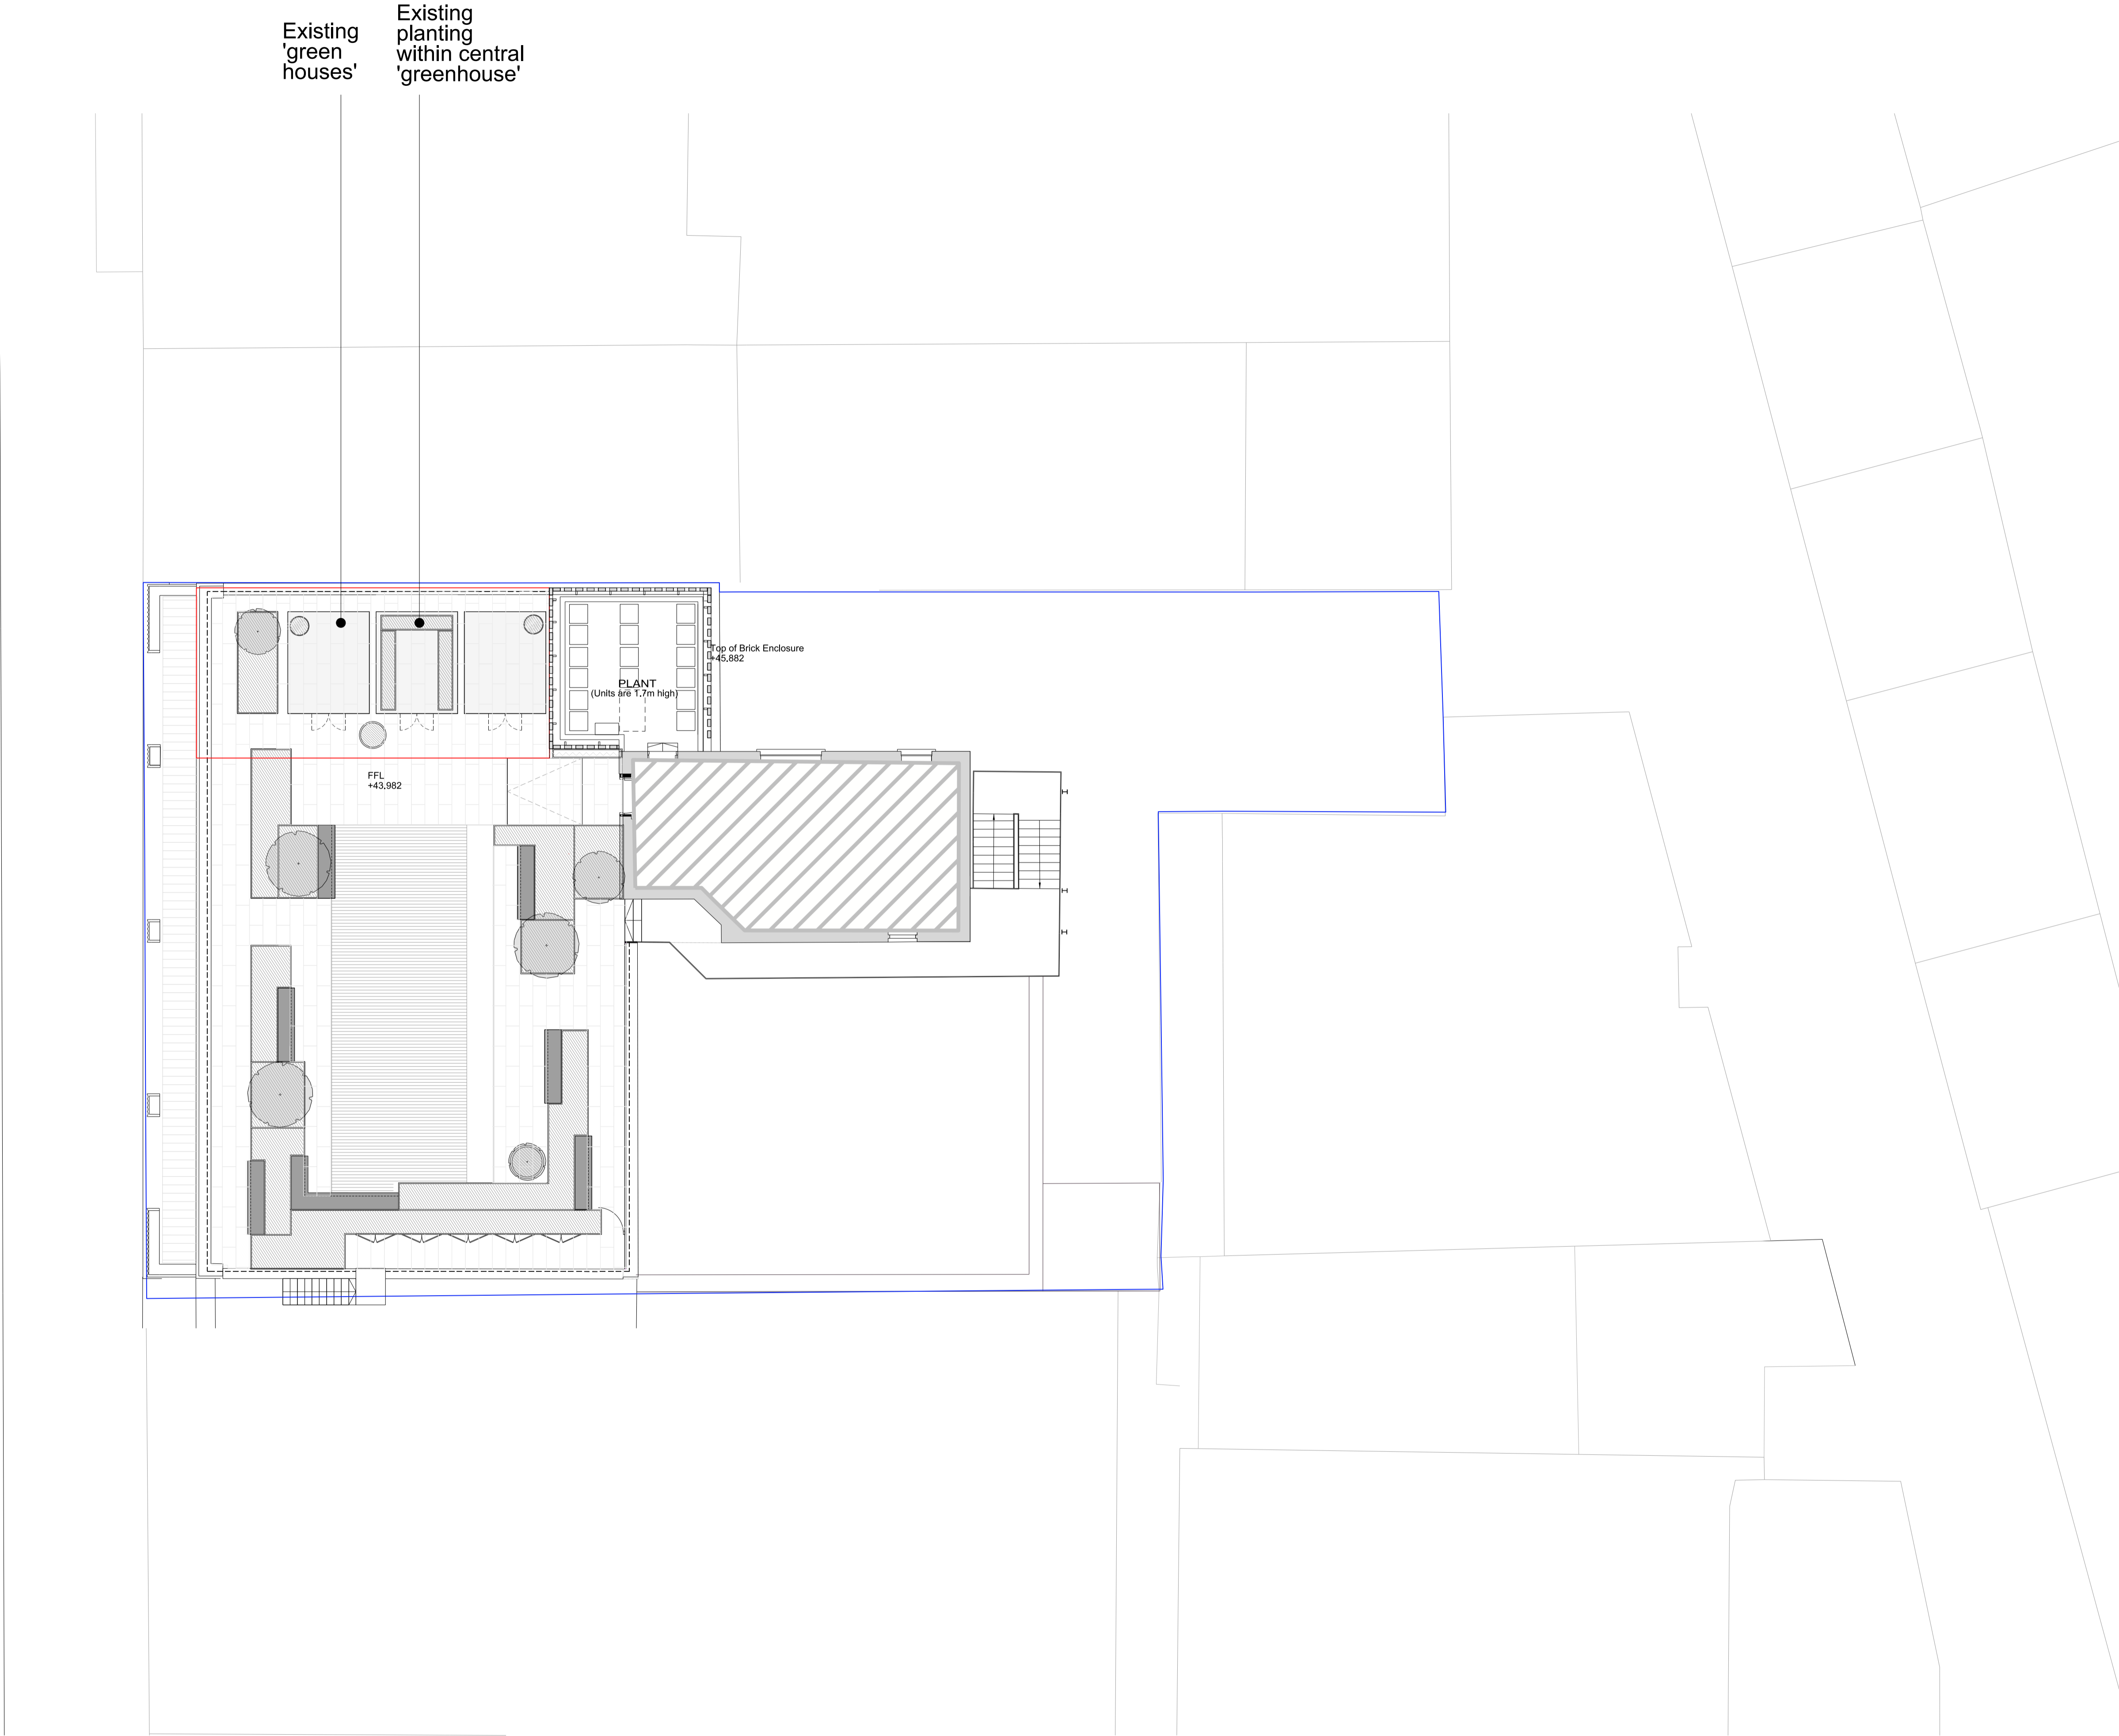 Existing
'green
houses'
Existing
planting
within central
'greenhouse'
Top of Brick Enclosure
+45,882
PLANT
(Units are 1.7m high)
FFL
+43,982